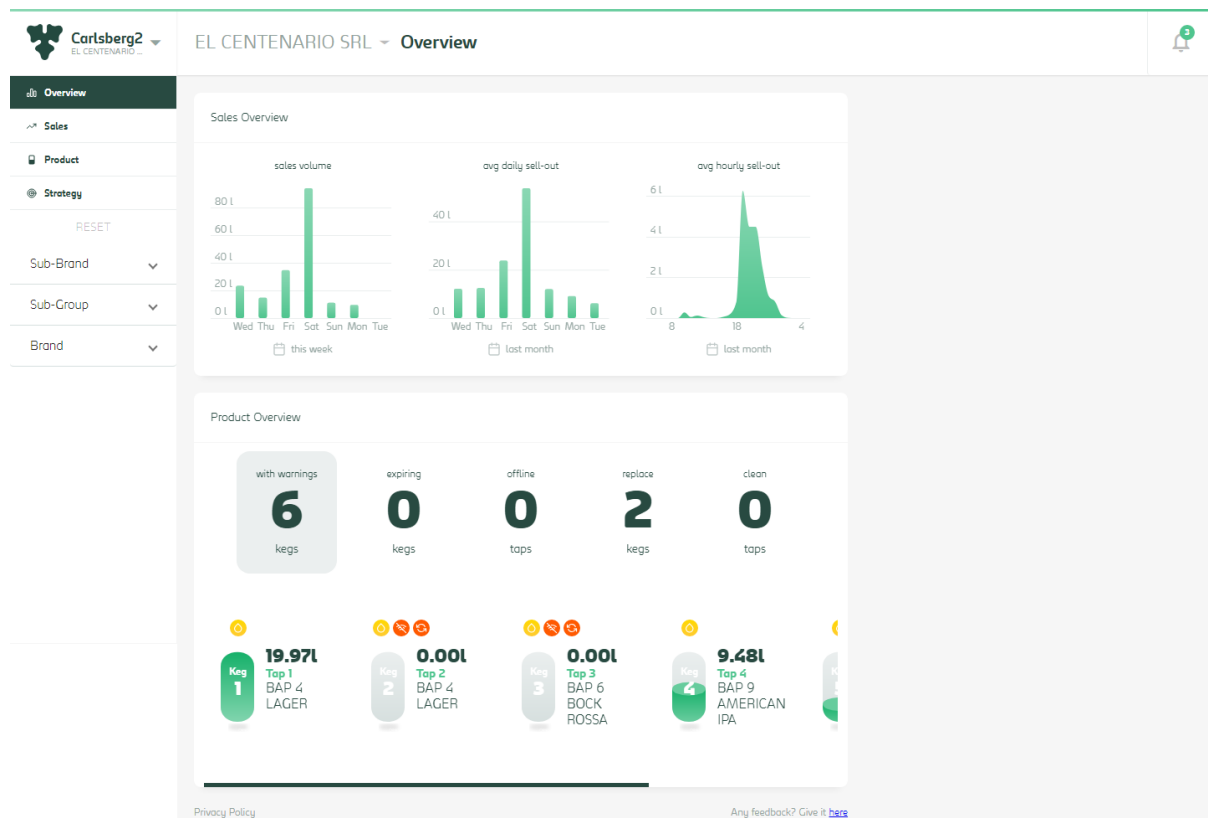 Carlsberg2
EL CENTENARIO ...
EL CENTENARIO SRL Overview
3
Overview
Sales
Product
Strategy
RESET
Sub-Brand
Sub-Group
Brand
Sales Overview
sales volume
80 l
60 l
40 l
20 l
0 l
Wed Thu Fri Sat Sun Mon Tue
this week
avg daily sell-out
40 l
20 l
0 l
Wed Thu Fri Sat Sun Mon Tue
last month
avg hourly sell-out
6 l
4 l
2 l
0 l
8 18 4
last month
Product Overview
with warnings
6
kegs
expiring
0
kegs
offline
0
taps
replace
2
kegs
clean
0
taps
Keg
1
19.97l
Tap 1
BAP 4
LAGER
Keg
2
0.00l
Tap 2
BAP 4
LAGER
Keg
3
0.00l
Tap 3
BAP 6
BOCK
ROSSA
Keg
4
9.48l
Tap 4
BAP 9
AMERICAN
IPA
Privacy Policy
Any feedback? Give it here